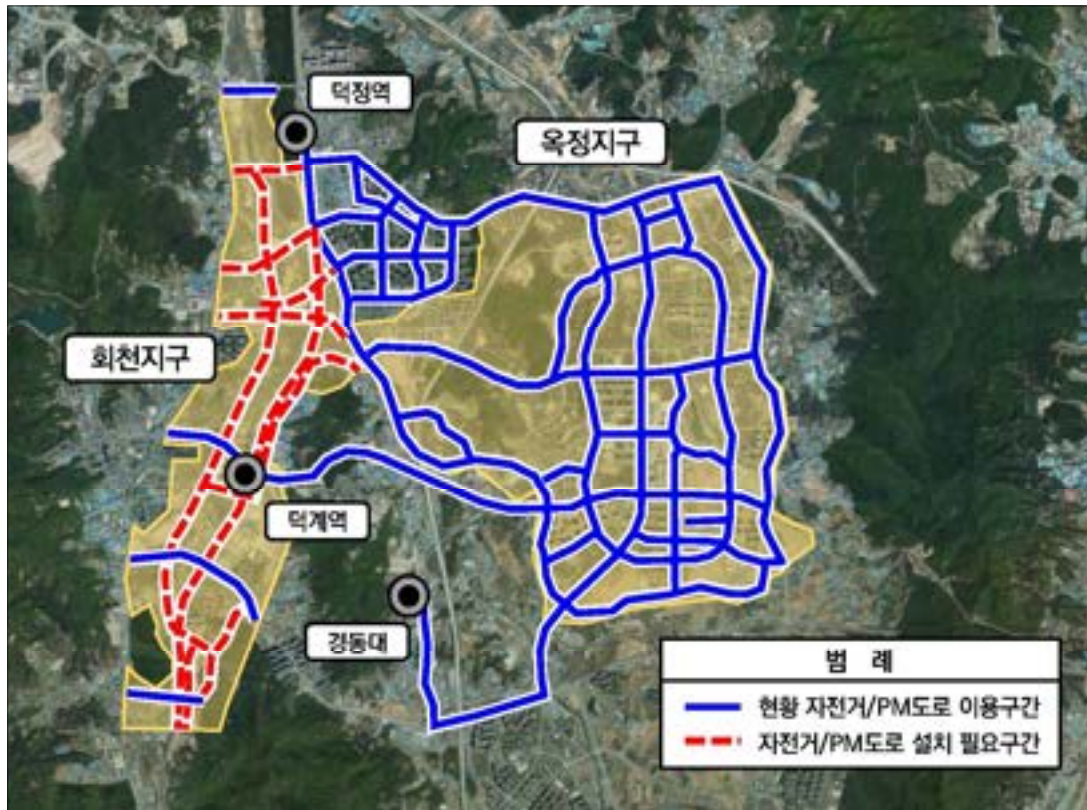 덕정역
옥정지구
회천지구
덕계역
경동대
범 례
현황 자전거/PM도로 이용구간
자전거/PM도로 설치 필요구간